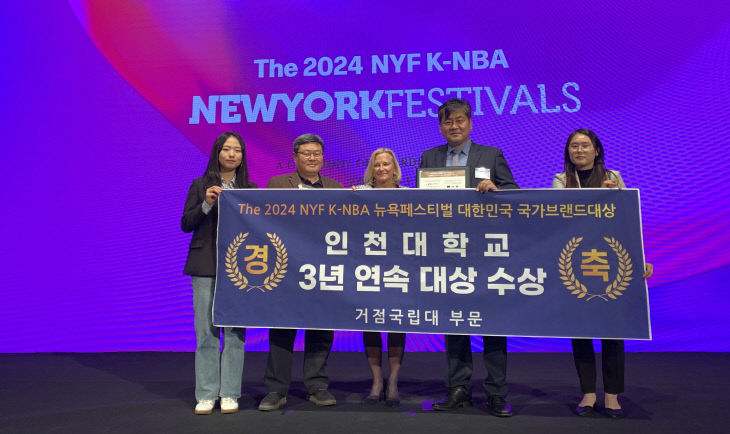 The 2024 NYF K-NBA
NEWYORKFESTIVALS
The 2024 NYF K-NBA 뉴욕페스티벌 대한민국 국가브랜드대상
경 축
인천대학교
3년 연속 대상 수상
거점국립대 부문